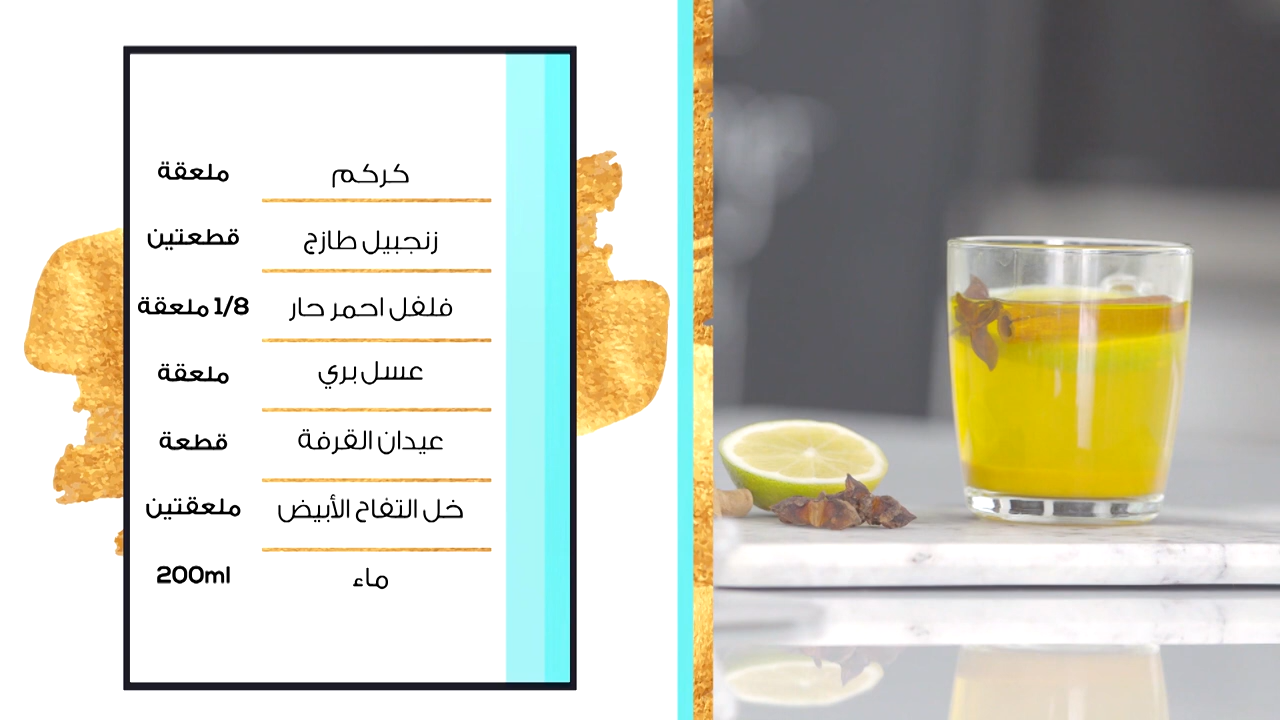 كركم ملعقة
زنجبيل طازج قطعتين
فلفل احمر حار 1/8 ملعقة
عسل بري ملعقة
عيدان القرفة قطعة
خل التفاح الأبيض ملعقتين
ماء 200ml